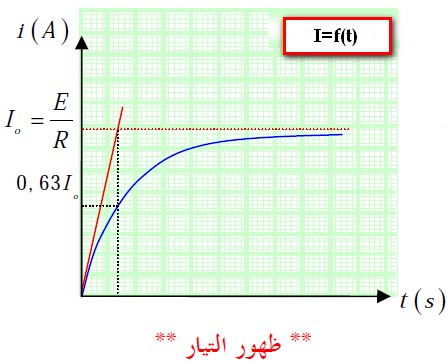 i (A)
I=f(t)
I₀ = E/R
0,63I₀
t (s)
** ظهور التيار **